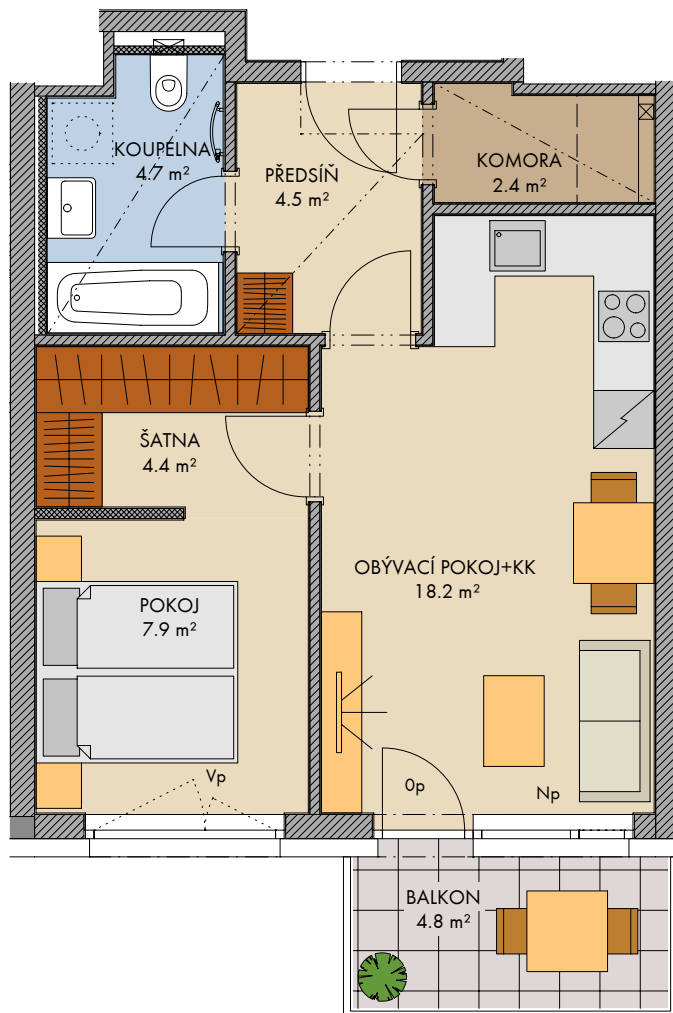 KOUPELNA
4.7 m²
PŘEDSÍŇ
4.5 m²
KOMORA
2.4 m²
ŠATNA
4.4 m²
OBÝVACÍ POKOJ+KK
18.2 m²
POKOJ
7.9 m²
Vp
Op
Np
BALKON
4.8 m²